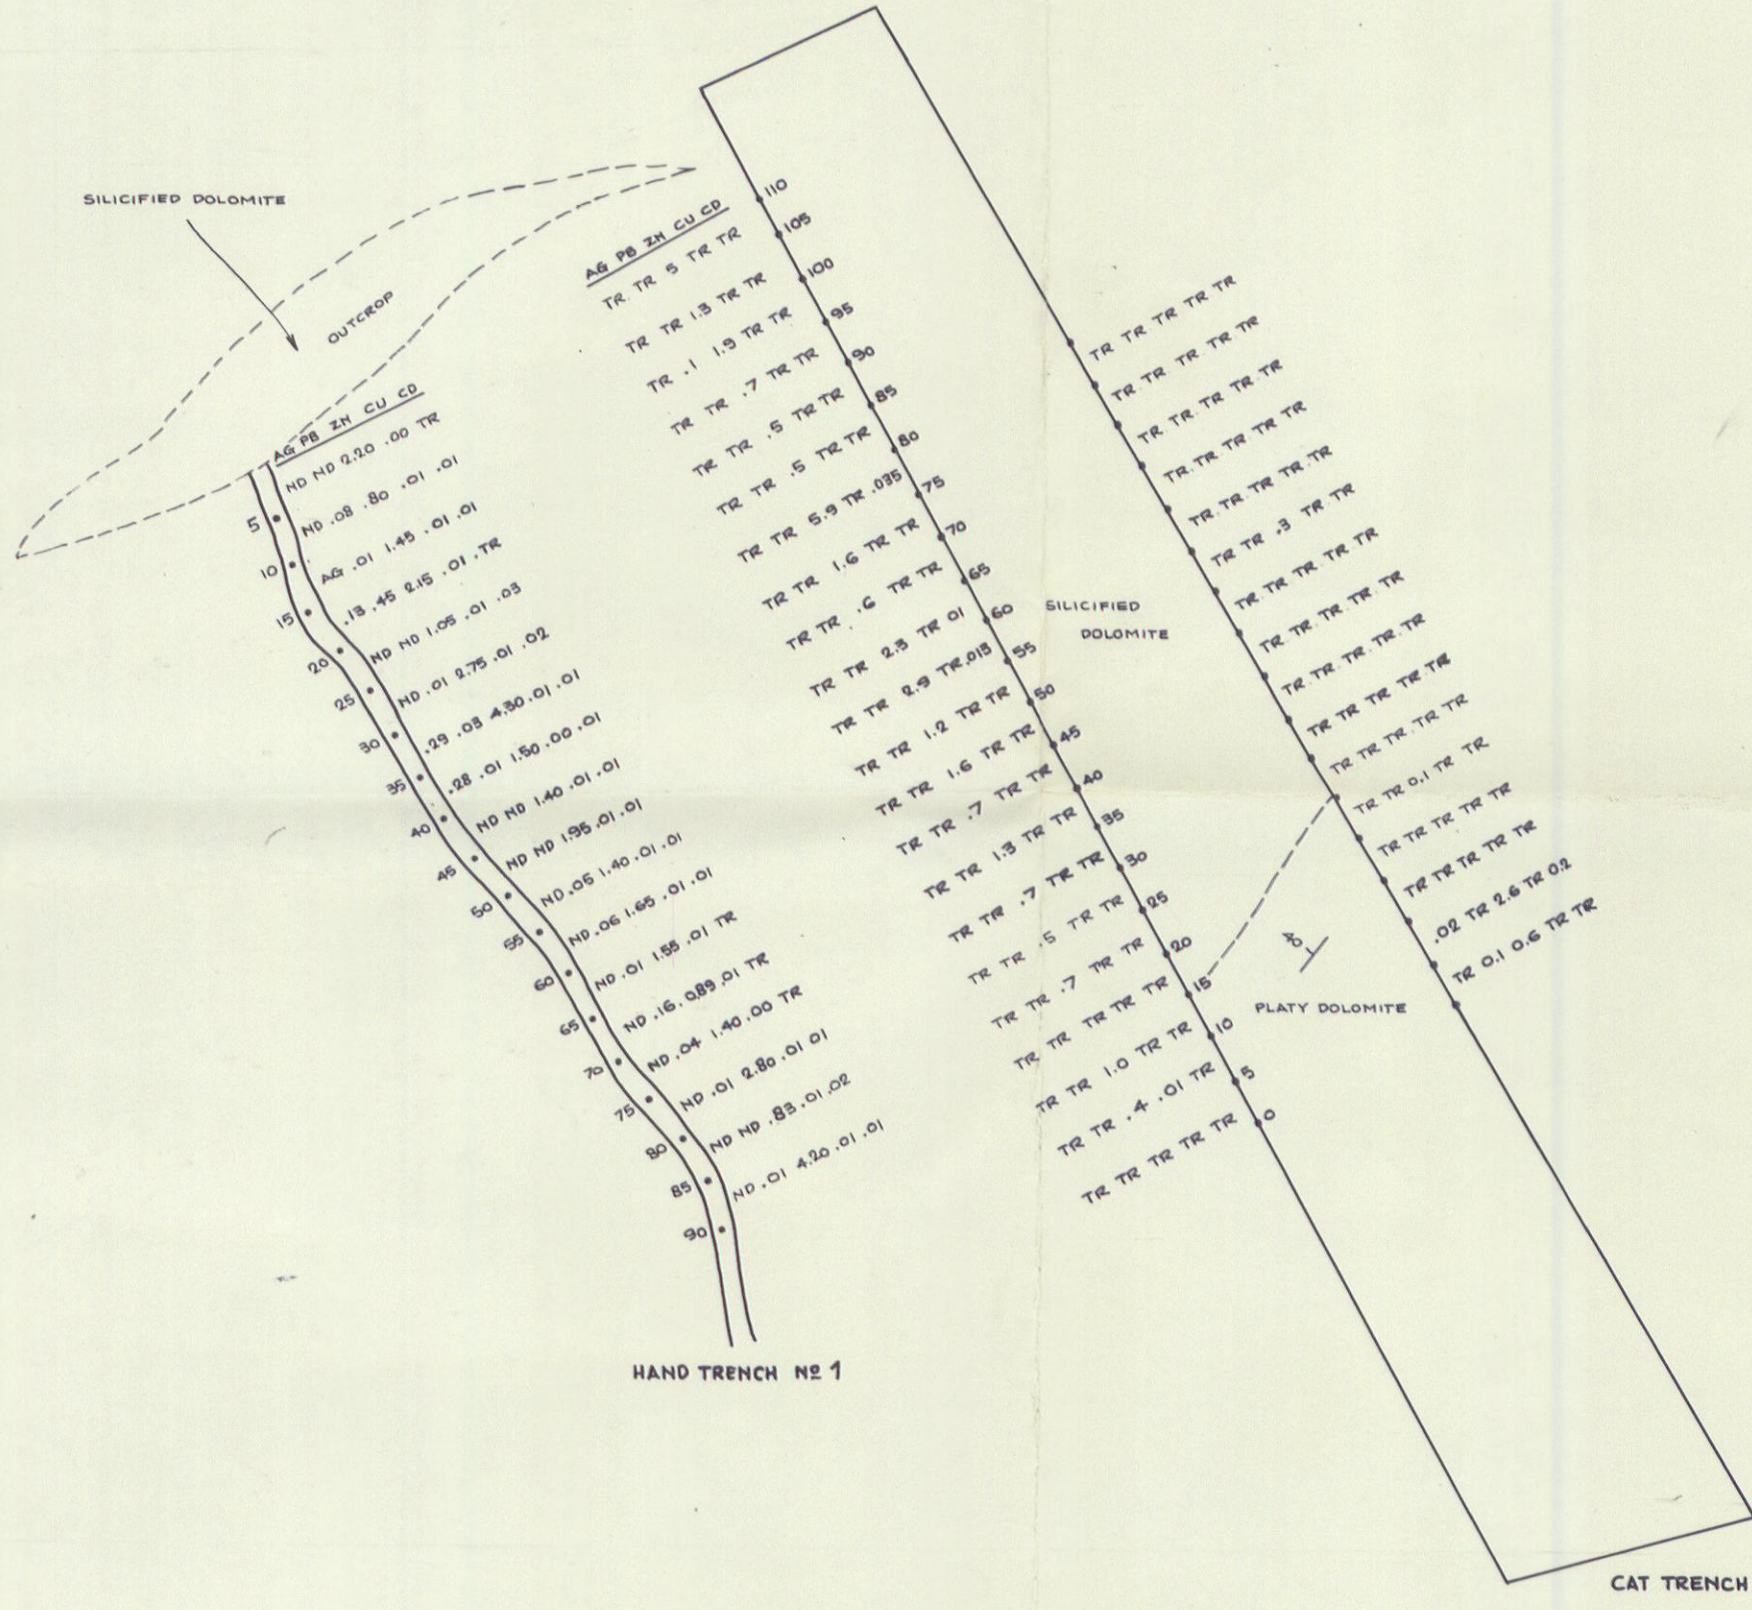 SILICIFIED DOLOMITE
OUTCROP
AG PB ZN CU CD
ND ND 2.20 .00 TR
5
ND .08 .80 .01 .01
10
AG .01 1.45 .01 .01
15
.13 .45 2.15 .01 .TR
20
ND ND 1.05 .01 .03
25
ND .01 2.75 .01 .02
30
.29 .03 4.30 .01 .01
35
.28 .01 1.50 .00 .01
40
ND ND 1.40 .01 .01
45
ND ND 1.95 .01 .01
50
ND .05 1.40 .01 .01
55
ND .06 1.65 .01 .01
60
ND .01 1.55 .01 TR
65
ND .16 .089 .01 TR
70
ND .04 1.40 .00 TR
75
ND .01 2.80 .01 01
80
ND ND .83 .01 .02
85
ND .01 4.20 .01 .01
90
HAND TRENCH Nº 1
AG PB ZN CU CD
110
TR. TR 5 TR TR
105
TR TR 1.3 TR TR
100
TR .1 1.9 TR TR
95
TR TR .7 TR TR
90
TR TR .5 TR TR
85
TR TR .5 TR TR
80
TR TR 5.9 TR .035
75
TR TR 1.6 TR TR
70
TR TR .6 TR TR
65
TR TR 2.3 TR 01
60
TR TR 2.9 TR .013
55
TR TR 1.2 TR TR
50
TR TR 1.6 TR TR
45
TR TR .7 TR TR
40
TR TR 1.3 TR TR
35
TR TR .7 TR TR
30
TR TR .5 TR TR
25
TR TR .7 TR TR
20
TR TR TR TR TR
15
TR TR 1.0 TR TR
10
TR TR .4 .01 TR
5
TR TR TR TR TR
0
SILICIFIED
DOLOMITE
40
PLATY DOLOMITE
TR TR TR TR TR
TR TR TR TR TR
TR TR TR TR TR
TR TR TR TR TR
TR TR TR TR TR
TR TR .3 TR TR
TR TR TR TR TR
TR TR TR TR TR
TR TR TR TR TR
TR TR TR TR TR
TR TR TR TR TR
TR TR 0.1 TR TR
TR TR TR TR TR
TR TR TR TR TR
.02 TR 2.6 TR 0.2
TR 0.1 0.6 TR TR
CAT TRENCH